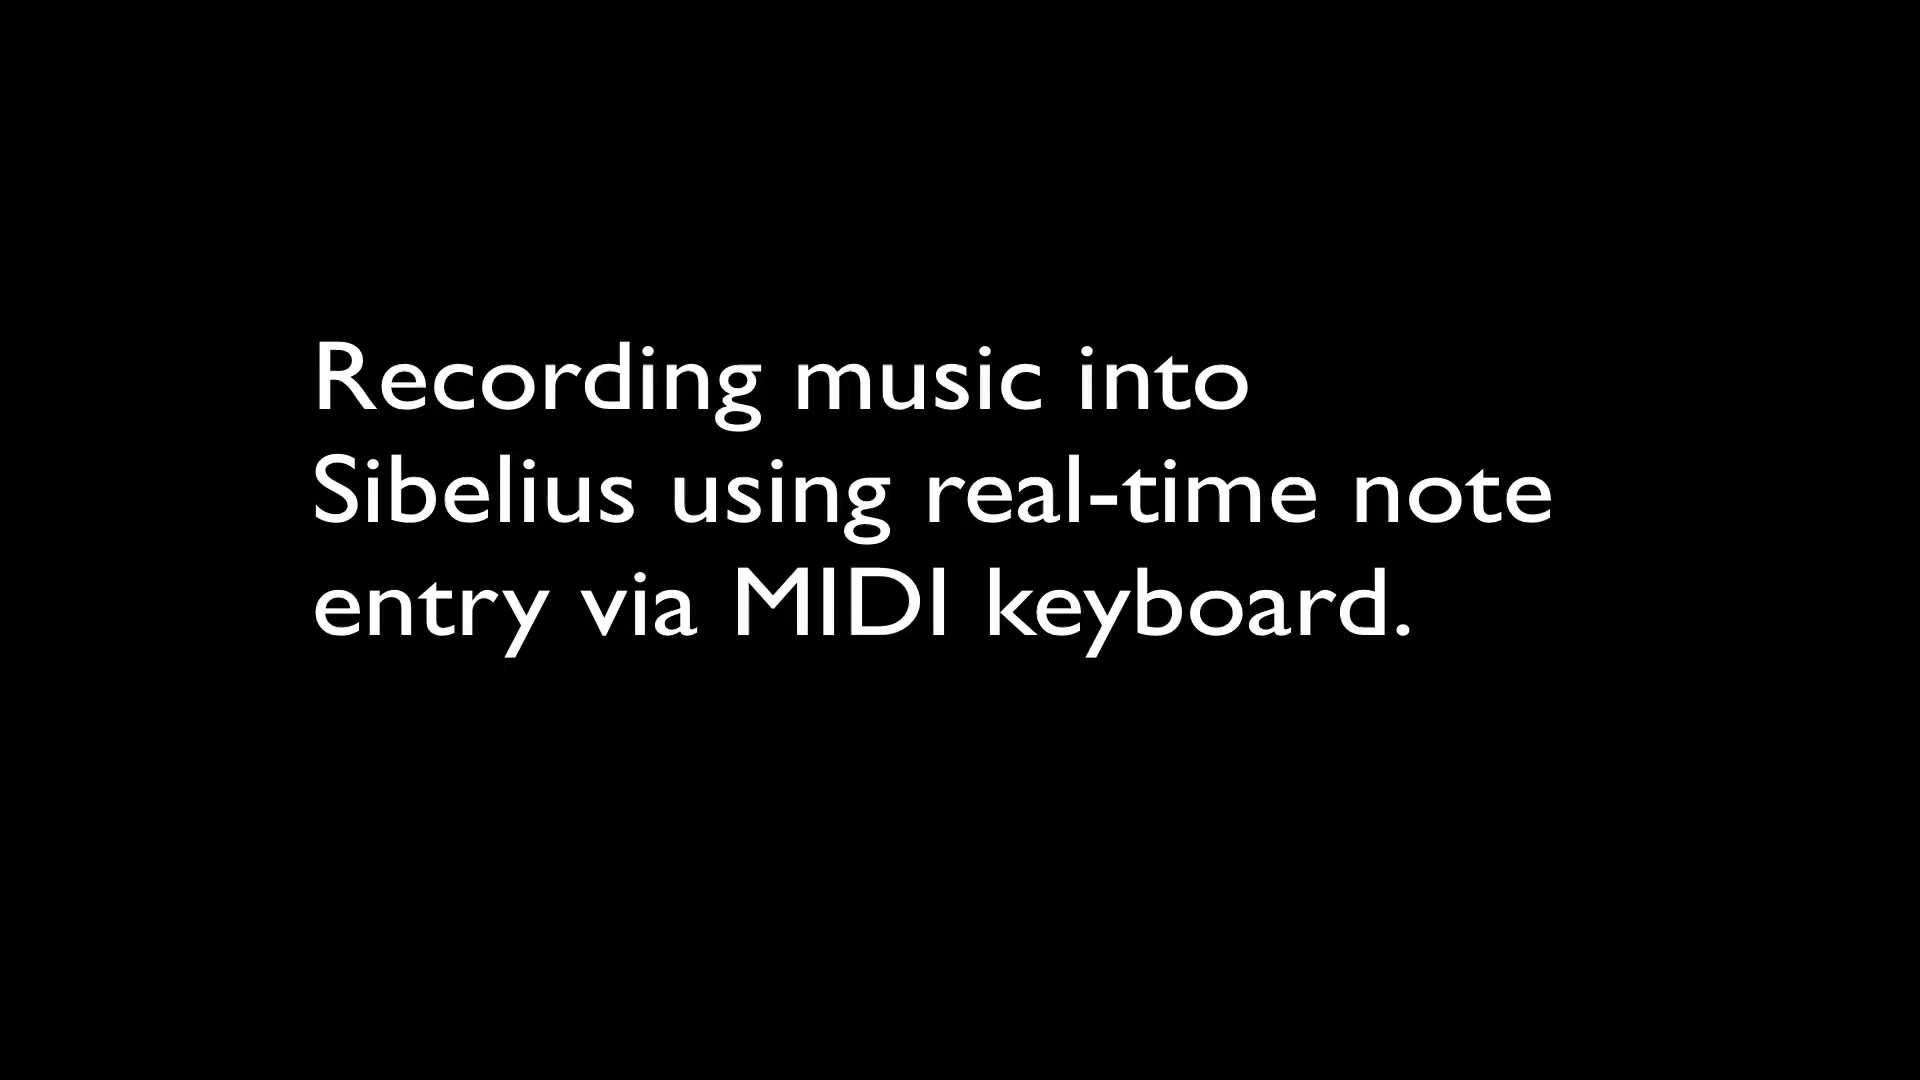 Recording music into
Sibelius using real-time note
entry via MIDI keyboard.